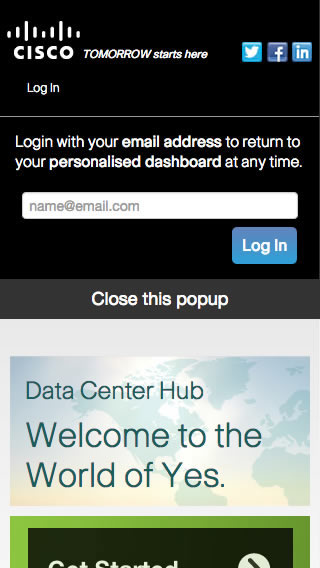 CISCO TOMORROW starts here
Log In
Login with your email address to return to
your personalised dashboard at any time.
name@email.com
Log In
Close this popup
Data Center Hub
Welcome to the
World of Yes.
Get Started